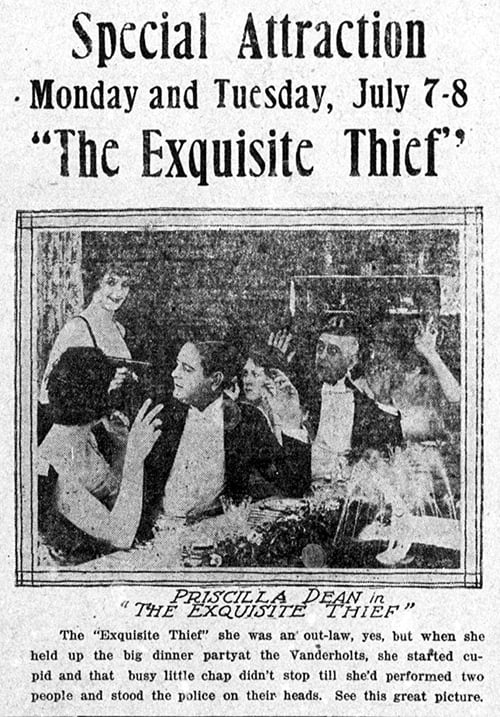 Special Attraction
Monday and Tuesday, July 7-8
"The Exquisite Thief"
PRISCILLA DEAN in
"THE EXQUISITE THIEF"
The "Exquisite Thief" she was an out-law, yes, but when she
held up the big dinner partyat the Vanderholts, she started cu-
pid and that busy little chap didn't stop till she'd performed two
people and stood the police on their heads. See this great picture.